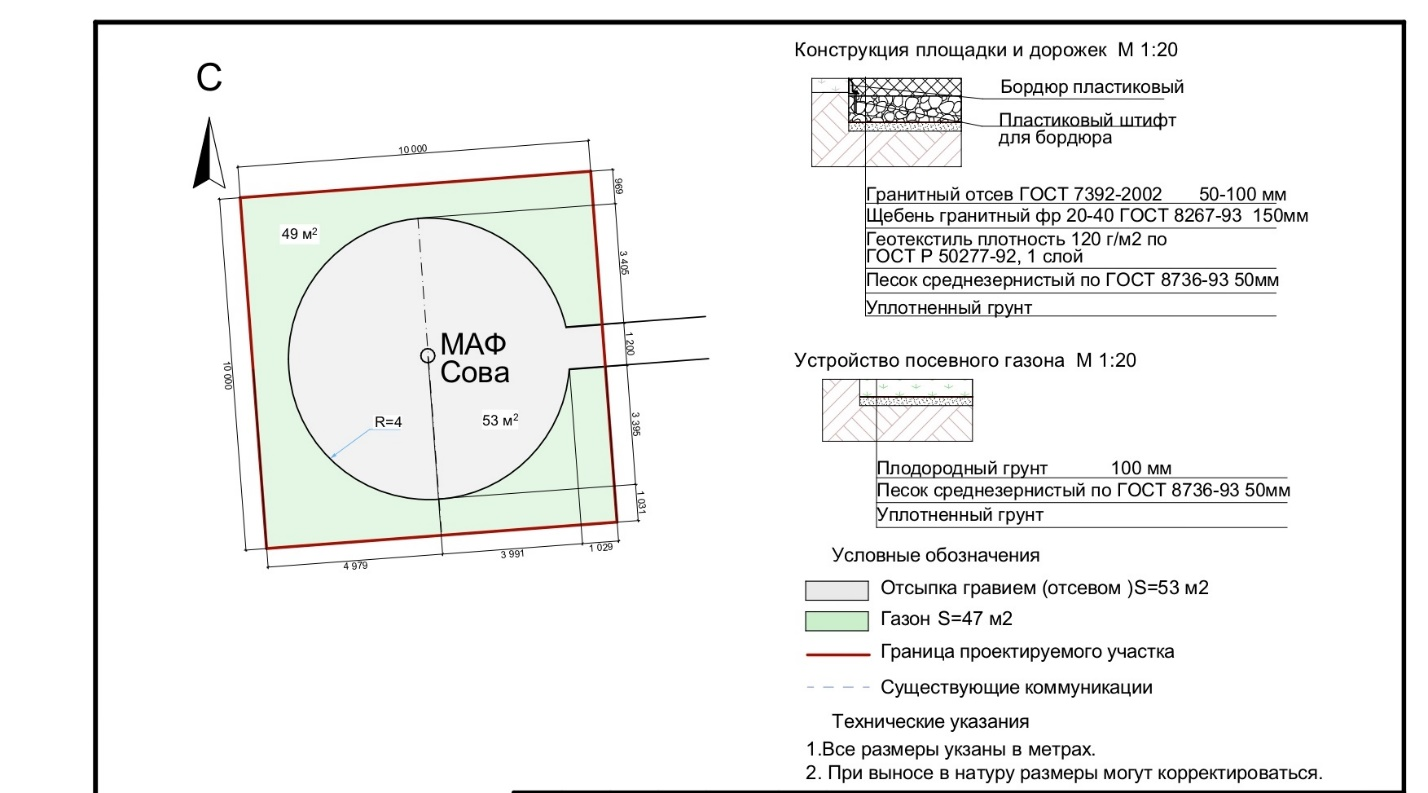 С
10 000
969
49 м²
3 405
МАФ
Сова
1 200
10 000
R=4
53 м²
3 395
1 031
4 979
3 991
1 029
Конструкция площадки и дорожек М 1:20
Бордюр пластиковый
Пластиковый штифт
для бордюра
Гранитный отсев ГОСТ 7392-2002 50-100 мм
Щебень гранитный фр 20-40 ГОСТ 8267-93 150мм
Геотекстиль плотность 120 г/м2 по
ГОСТ Р 50277-92, 1 слой
Песок среднезернистый по ГОСТ 8736-93 50мм
Уплотненный грунт
Устройство посевного газона М 1:20
Плодородный грунт 100 мм
Песок среднезернистый по ГОСТ 8736-93 50мм
Уплотненный грунт
Условные обозначения
Отсыпка гравием (отсевом )S=53 м2
Газон S=47 м2
Граница проектируемого участка
Существующие коммуникации
Технические указания
1.Все размеры укзаны в метрах.
2. При выносе в натуру размеры могут корректироваться.